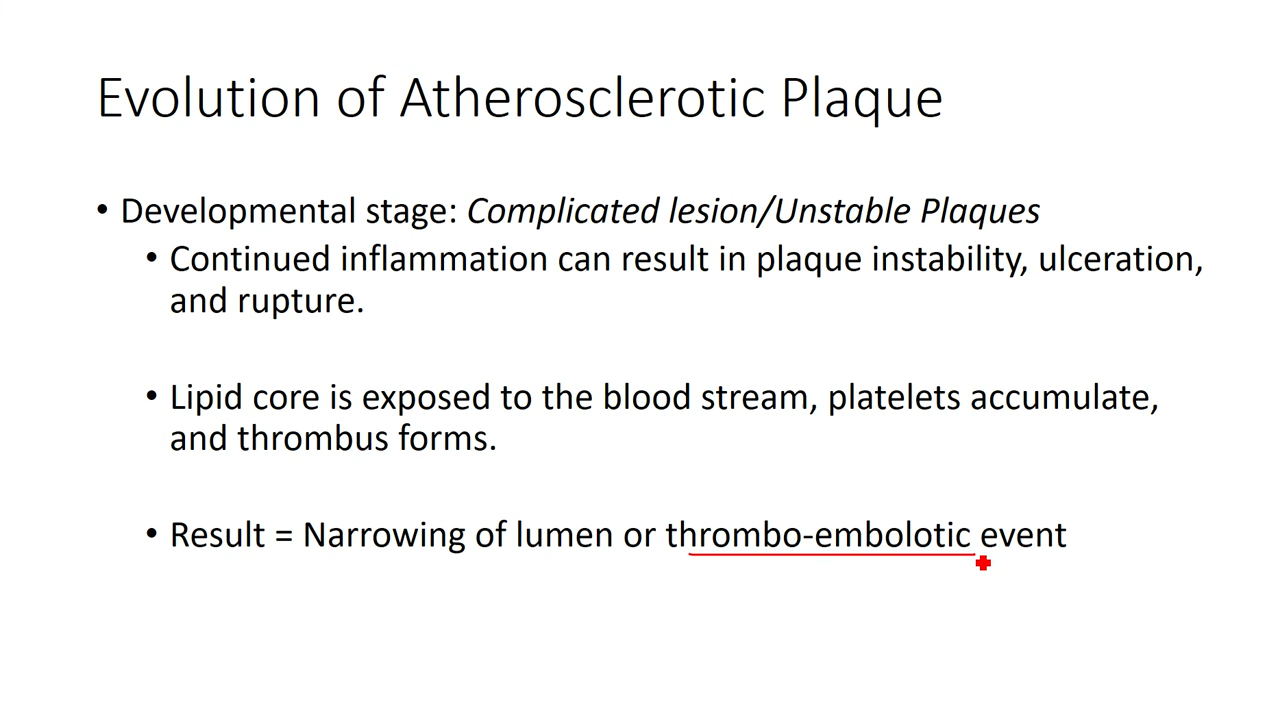 Evolution of Atherosclerotic Plaque
• Developmental stage: Complicated lesion/Unstable Plaques
• Continued inflammation can result in plaque instability, ulceration,
and rupture.
• Lipid core is exposed to the blood stream, platelets accumulate,
and thrombus forms.
• Result = Narrowing of lumen or thrombo-embolotic event